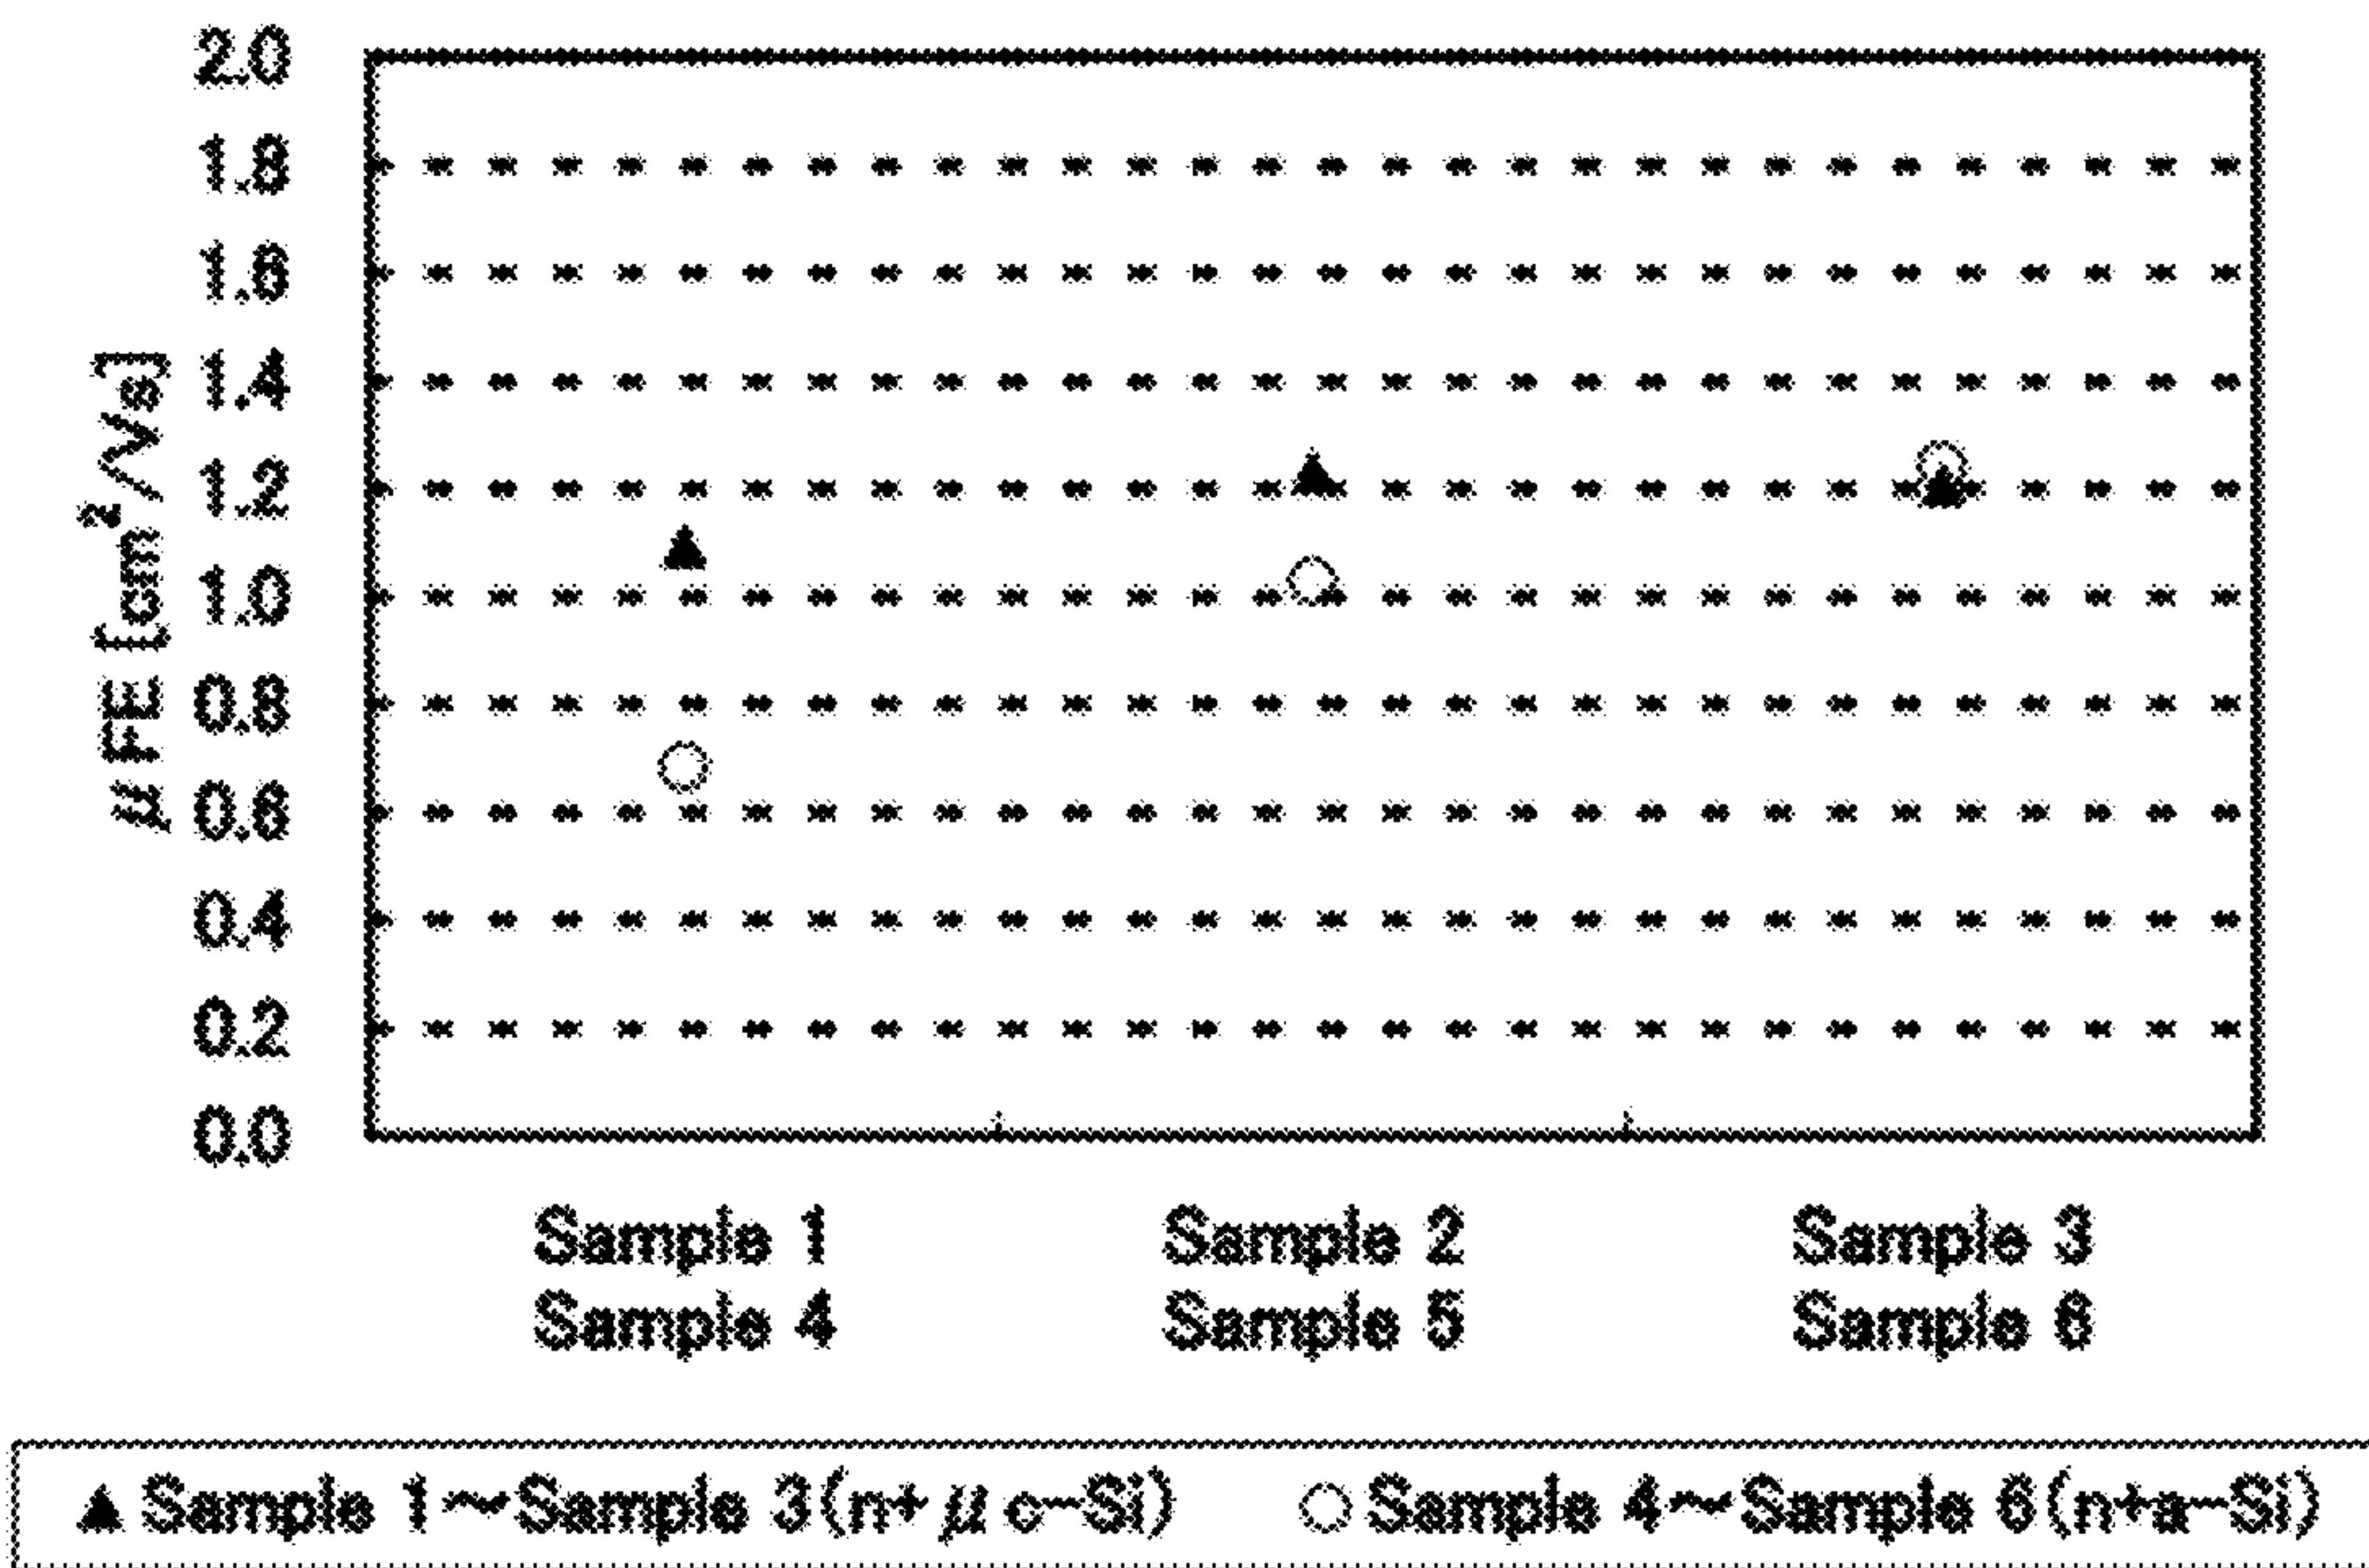 2.0
1.8
1.6
1.4
1.2
1.0
0.8
0.6
0.4
0.2
0.0
μ FE [cm²/Vs]
Sample 1
Sample 4
Sample 2
Sample 5
Sample 3
Sample 6
▲ Sample 1～Sample 3(n+μc-Si)
○ Sample 4～Sample 6(n+a-Si)